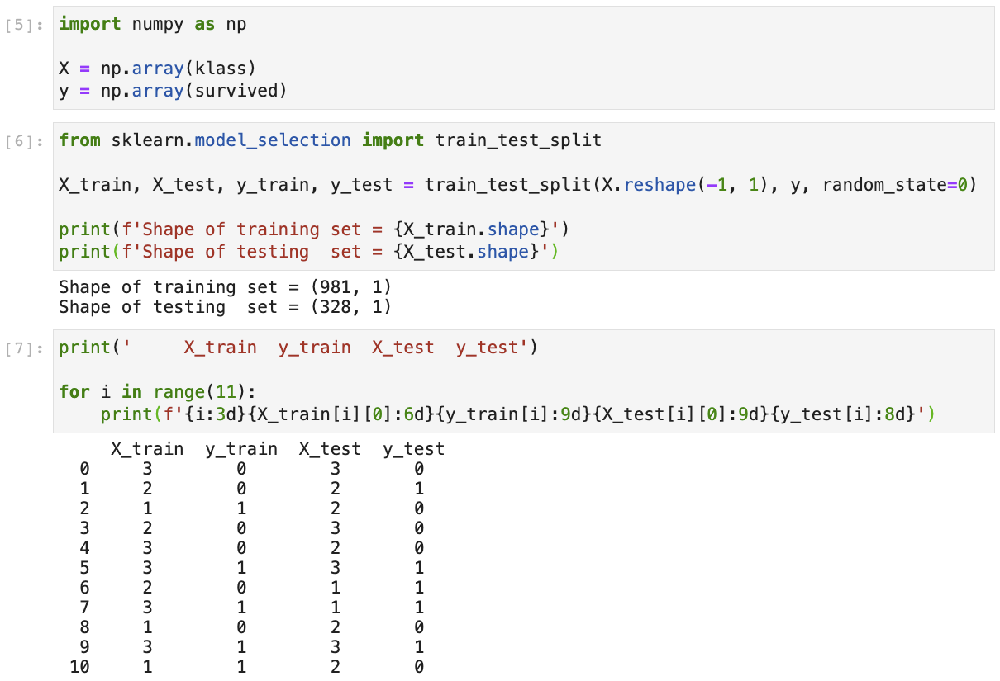 [5]: import numpy as np
X = np.array(klass)
y = np.array(survived)
[6]: from sklearn.model_selection import train_test_split
X_train, X_test, y_train, y_test = train_test_split(X.reshape(-1, 1), y, random_state=0)
print(f'Shape of training set = {X_train.shape}')
print(f'Shape of testing  set = {X_test.shape}')
Shape of training set = (981, 1)
Shape of testing  set = (328, 1)
[7]: print('     X_train  y_train  X_test  y_test')
for i in range(11):
    print(f'{i:3d}{X_train[i][0]:6d}{y_train[i]:9d}{X_test[i][0]:9d}{y_test[i]:8d}')
     X_train  y_train  X_test  y_test
  0     3        0        3       0
  1     2        0        2       1
  2     1        1        2       0
  3     2        0        3       0
  4     3        0        2       0
  5     3        1        3       1
  6     2        0        1       1
  7     3        1        1       1
  8     1        0        2       0
  9     3        1        3       1
 10     1        1        2       0